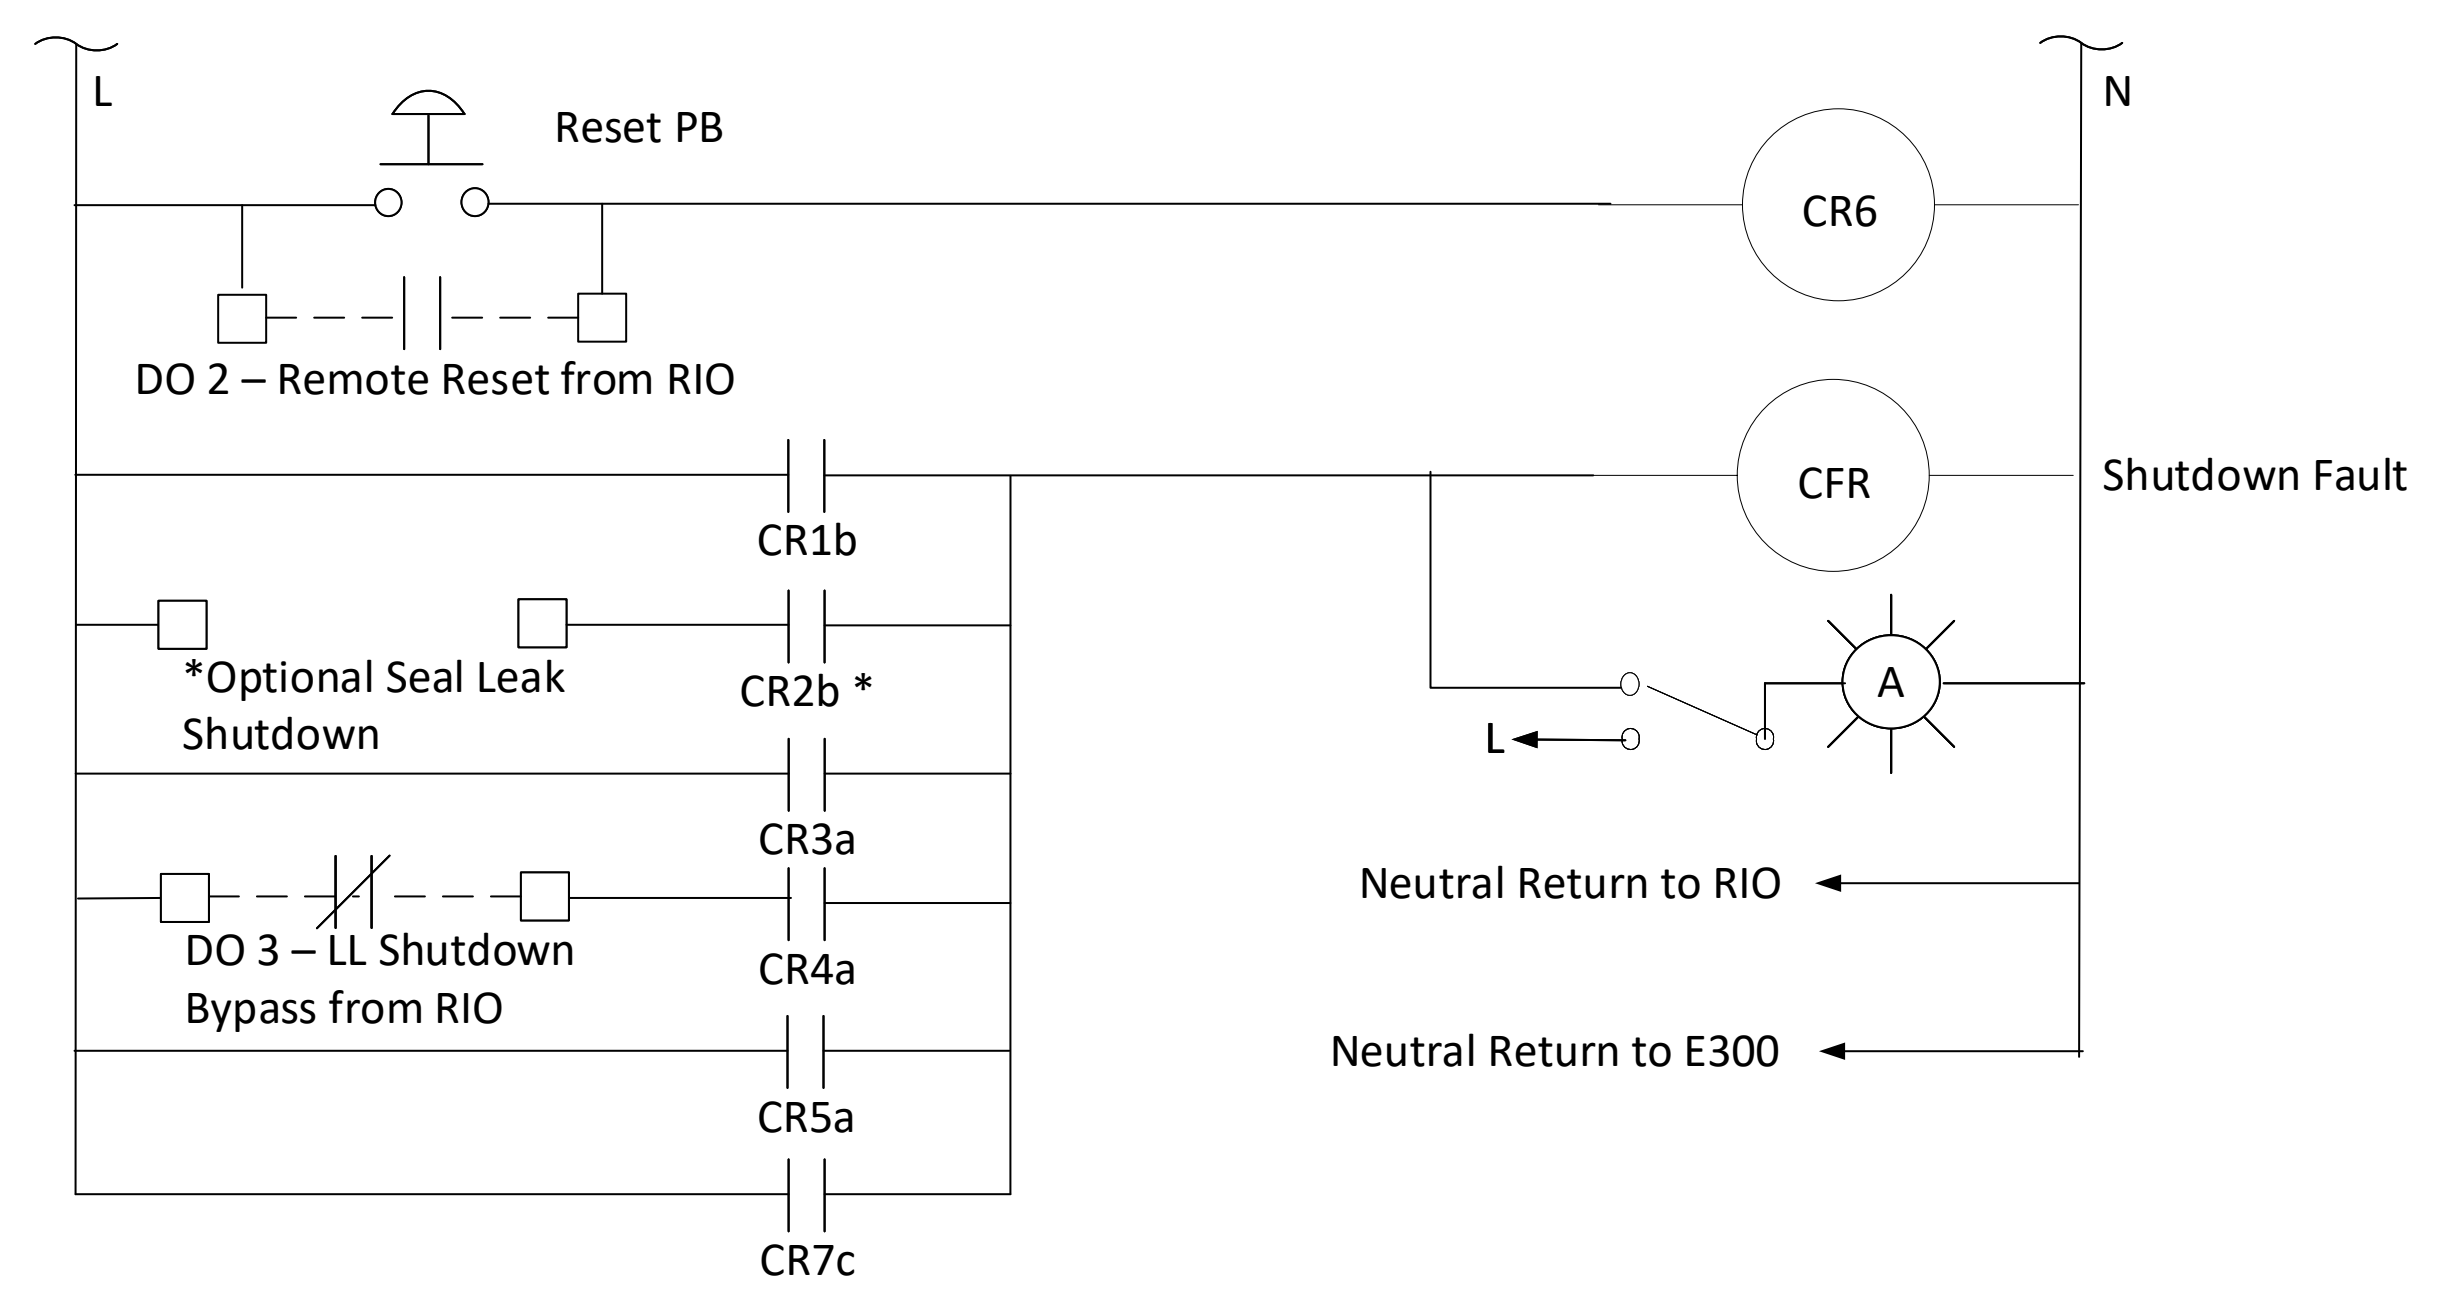 L
N
Reset PB
CR6
DO 2 – Remote Reset from RIO
CFR
Shutdown Fault
CR1b
*Optional Seal Leak
Shutdown
CR2b *
A
L
CR3a
Neutral Return to RIO
DO 3 – LL Shutdown
Bypass from RIO
CR4a
Neutral Return to E300
CR5a
CR7c